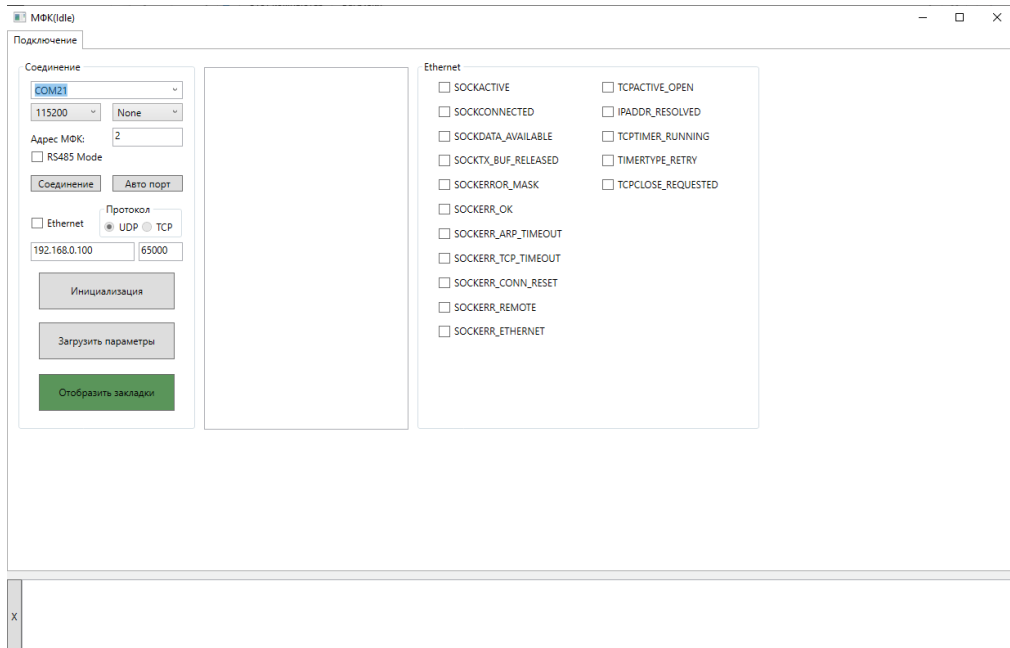 МФК(Idle)
Подключение
Соединение
COM21
115200 None
Адрес МФК: 2
RS485 Mode
Соединение Авто порт
Протокол
Ethernet UDP TCP
192.168.0.100 65000
Инициализация
Загрузить параметры
Отобразить закладки
Ethernet
SOCKACTIVE
SOCKCONNECTED
SOCKDATA_AVAILABLE
SOCKTX_BUF_RELEASED
SOCKERROR_MASK
SOCKERR_OK
SOCKERR_ARP_TIMEOUT
SOCKERR_TCP_TIMEOUT
SOCKERR_CONN_RESET
SOCKERR_REMOTE
SOCKERR_ETHERNET
TCPACTIVE_OPEN
IPADDR_RESOLVED
TCPTIMER_RUNNING
TIMERTYPE_RETRY
TCPCLOSE_REQUESTED
X